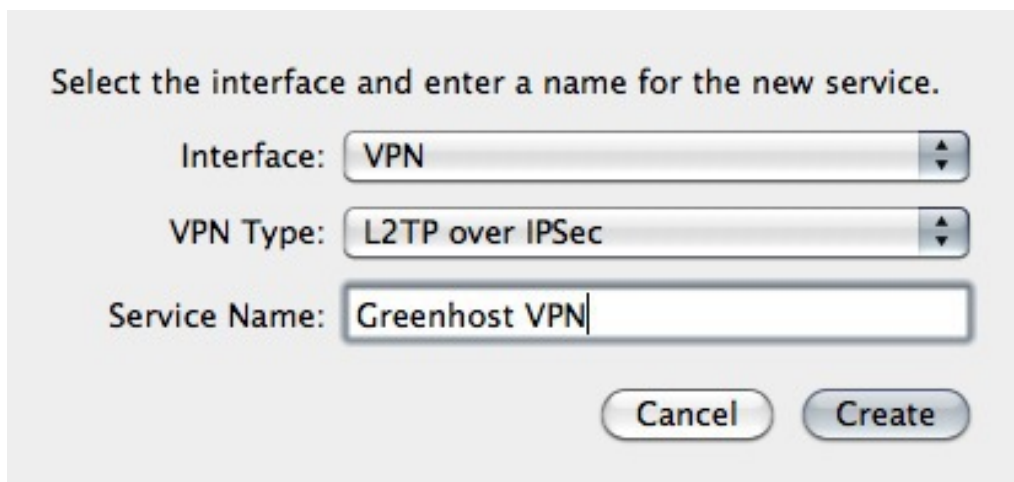 Select the interface and enter a name for the new service.
Interface: VPN
VPN Type: L2TP over IPSec
Service Name: Greenhost VPN
Cancel Create